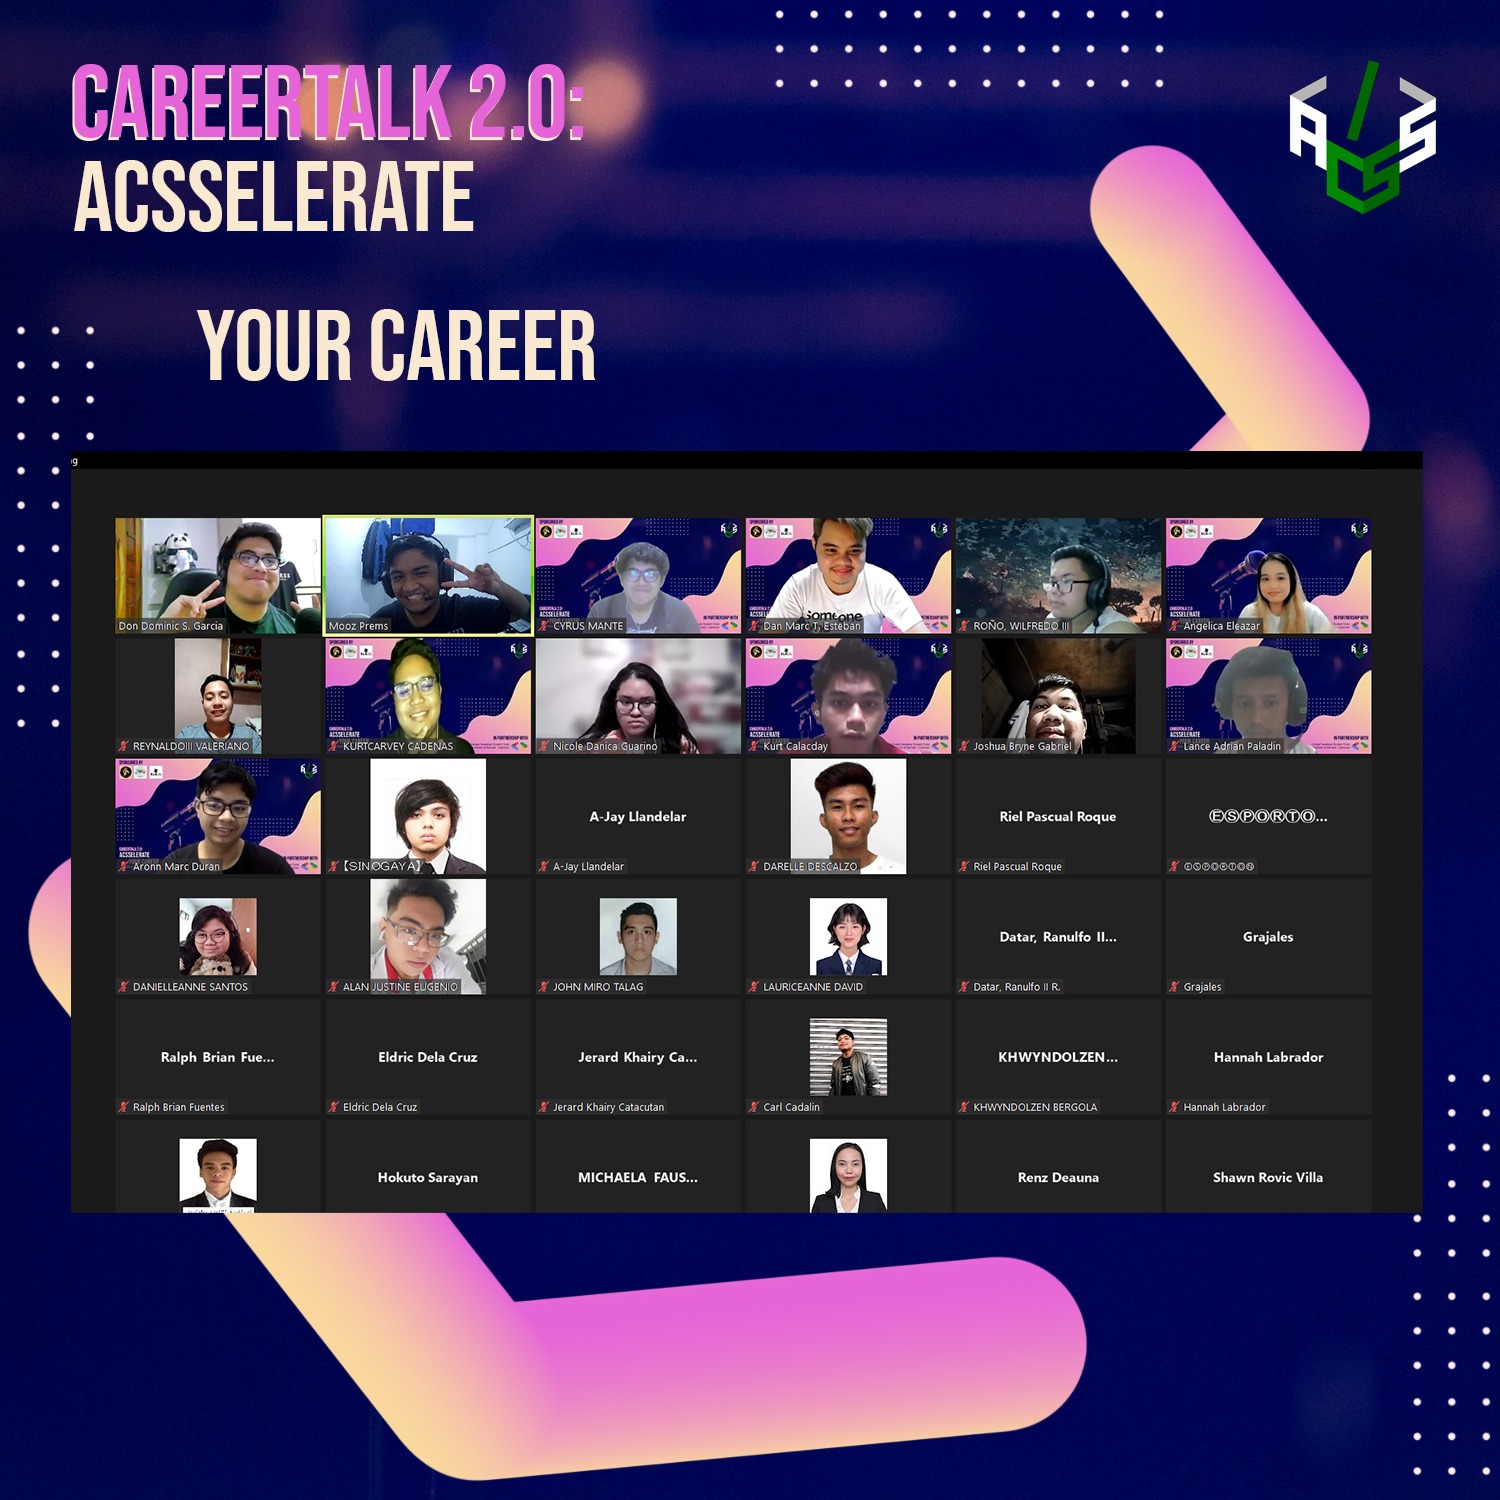 CAREERTALK 2.0:
ACSSELERATE
YOUR CAREER
ACSS
Don Dominic S. Garcia
Mooz Prems
CYRUS MANTE
Dan Marc T. Esteban
ROÑO, WILFREDO III
Angelica Eleazar
REYNALDOIII VALERIANO
KURTCARVEY CADENAS
Nicole Danica Guarino
Kurt Calacday
Joshua Bryne Gabriel
Lance Adrian Paladin
Aronn Marc Duran
【SINOGAYA】
A-Jay Llandelar
A-Jay Llandelar
DARELLE DESCALZO
Riel Pascual Roque
Riel Pascual Roque
ⒺⓈⓅⓄⓇⓉⓄ...
ⒺⓈⓅⓄⓇⓉⓄⓃ
DANIELLEANNE SANTOS
ALAN JUSTINE EUGENIO
JOHN MIRO TALAG
LAURICEANNE DAVID
Datar, Ranulfo II...
Datar, Ranulfo II R.
Grajales
Grajales
Ralph Brian Fue...
Ralph Brian Fuentes
Eldric Dela Cruz
Eldric Dela Cruz
Jerard Khairy Ca...
Jerard Khairy Catacutan
Carl Cadalin
KHWYNDOLZEN...
KHWYNDOLZEN BERGOLA
Hannah Labrador
Hannah Labrador
Hokuto Sarayan
MICHAELA FAUS...
Renz Deauna
Shawn Rovic Villa